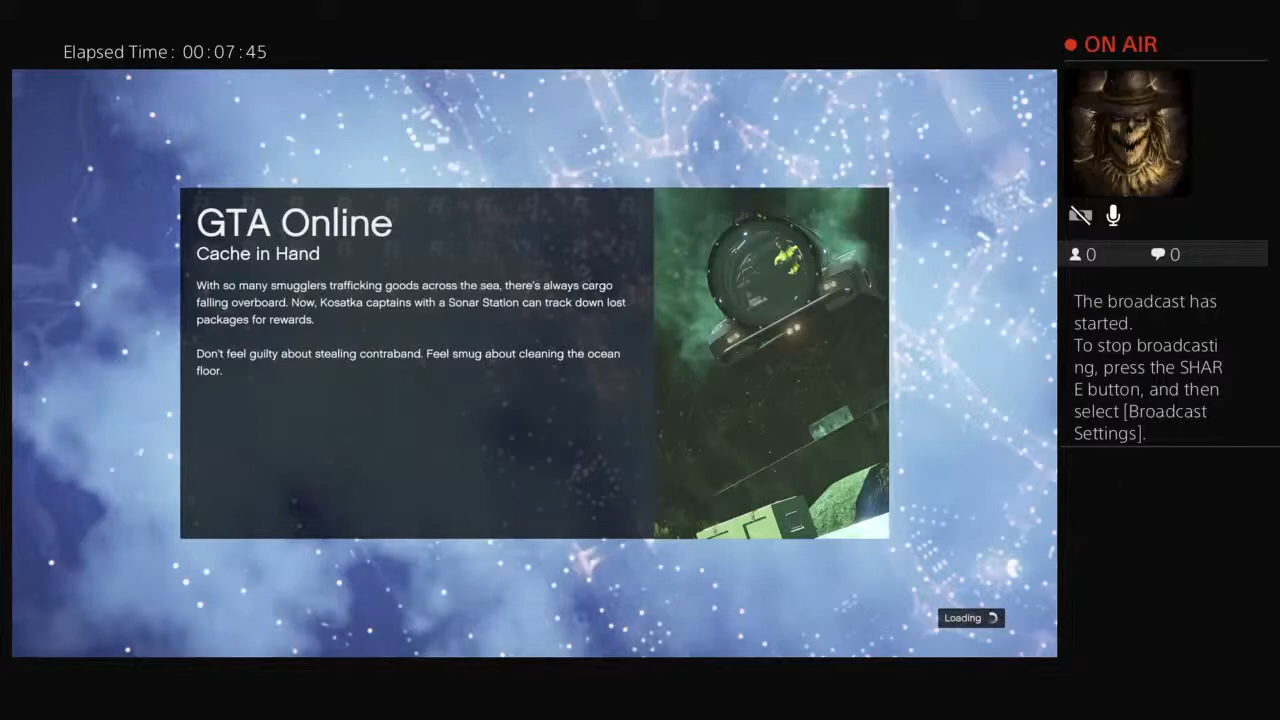 Elapsed Time: 00:07:45
ON AIR
GTA Online
Cache in Hand
With so many smugglers trafficking goods across the sea, there's always cargo
falling overboard. Now, Kosatka captains with a Sonar Station can track down lost
packages for rewards.
Don't feel guilty about stealing contraband. Feel smug about cleaning the ocean
floor.
Loading
0 0
The broadcast has
started.
To stop broadcasti
ng, press the SHAR
E button, and then
select [Broadcast
Settings].